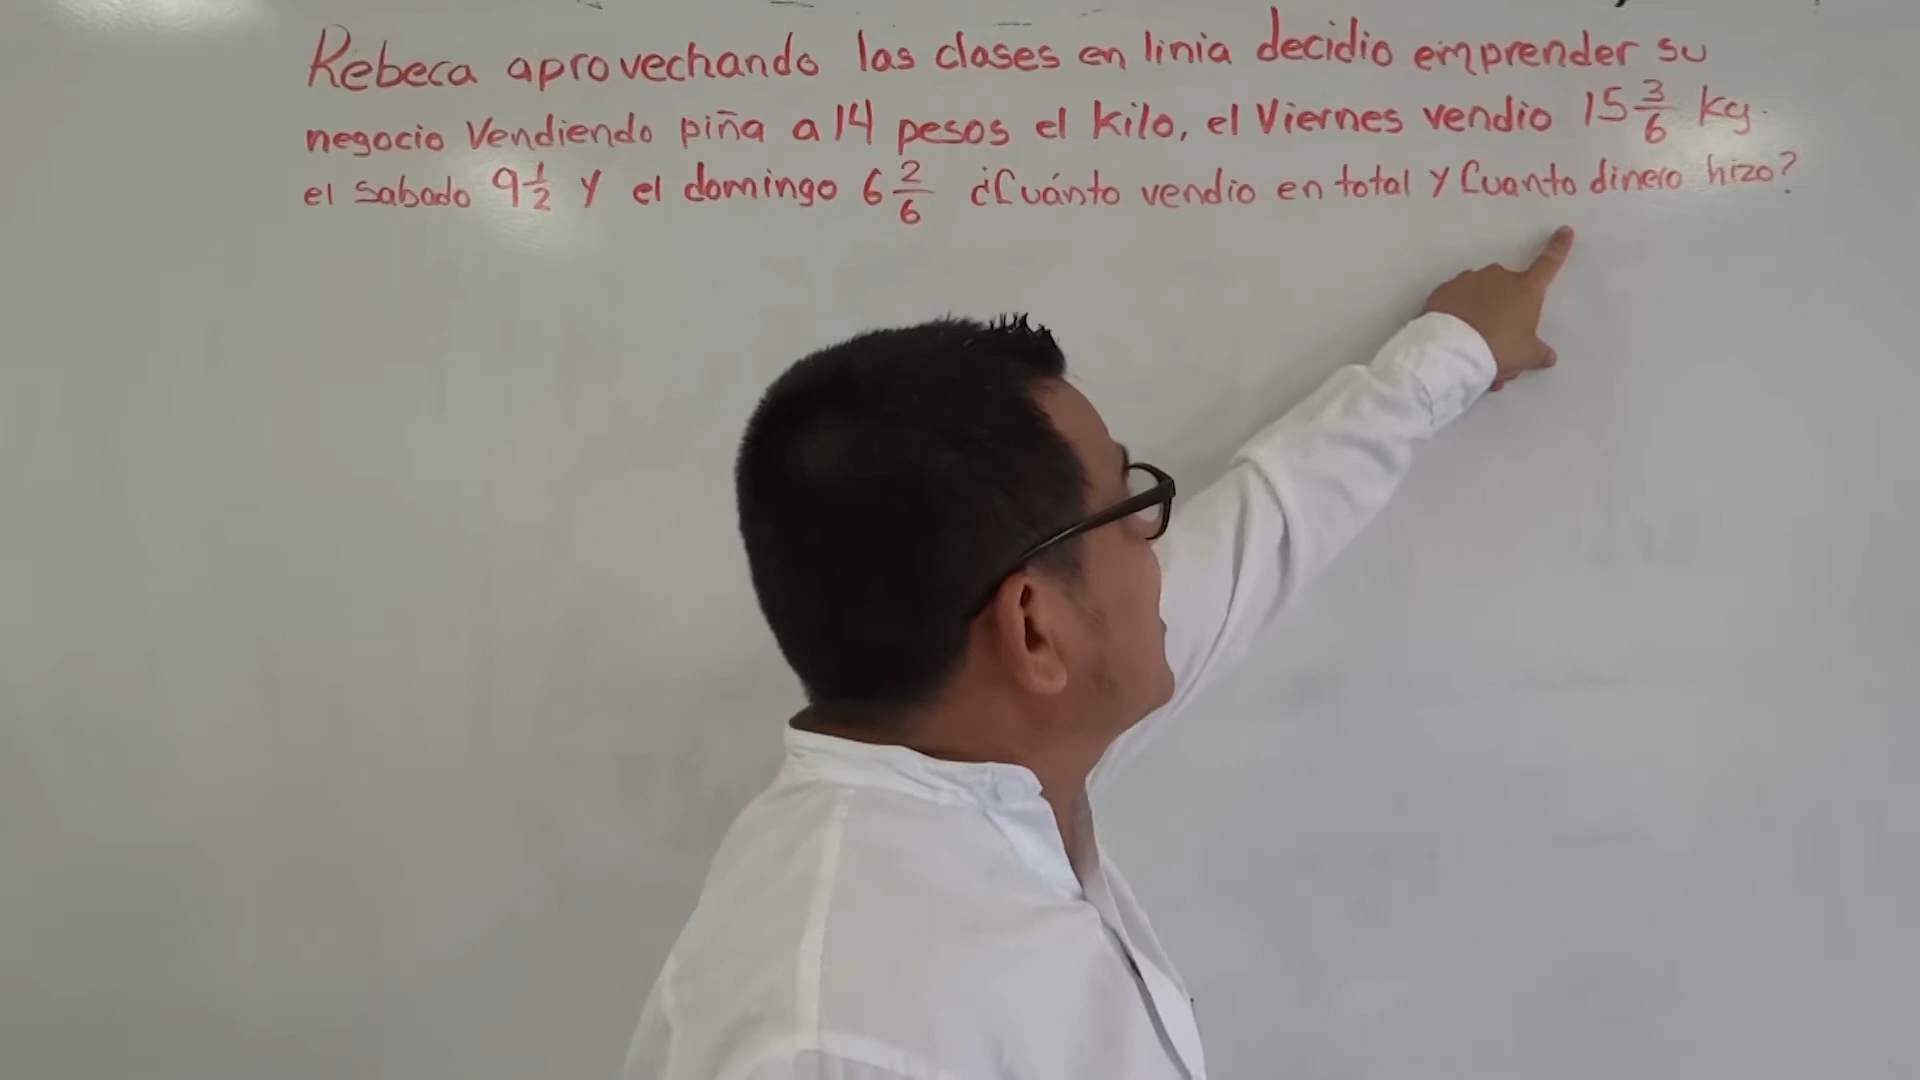 Rebeca aprovechando las clases en linia decidio emprender su
negocio Vendiendo piña a 14 pesos el kilo, el Viernes vendio 15 3/6 kg.
el sabado 9 1/2 y el domingo 6 2/6 ¿Cuánto vendio en total y Cuanto dinero hizo?